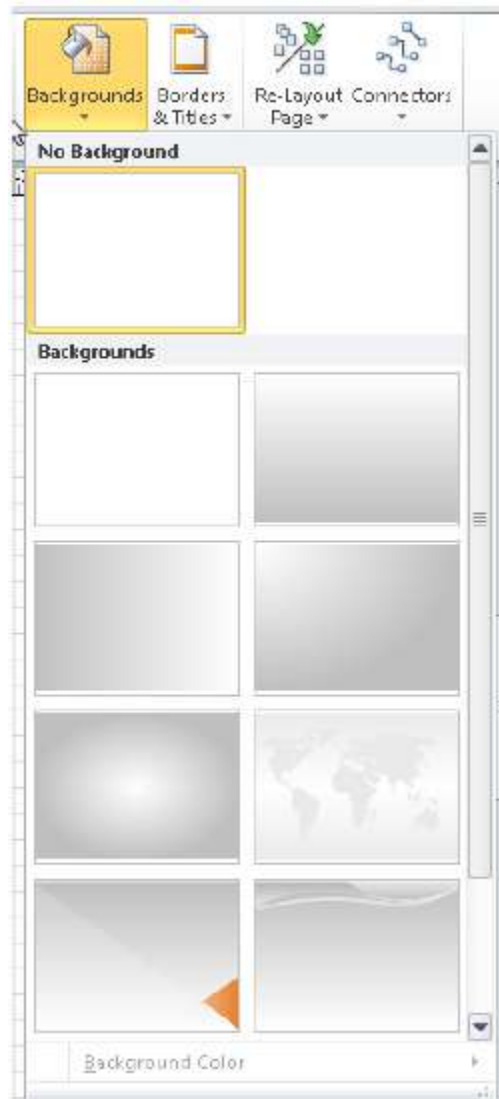 Backgrounds Borders Re-Layout Connectors
& Titles Page
No Background
Backgrounds
Background Color